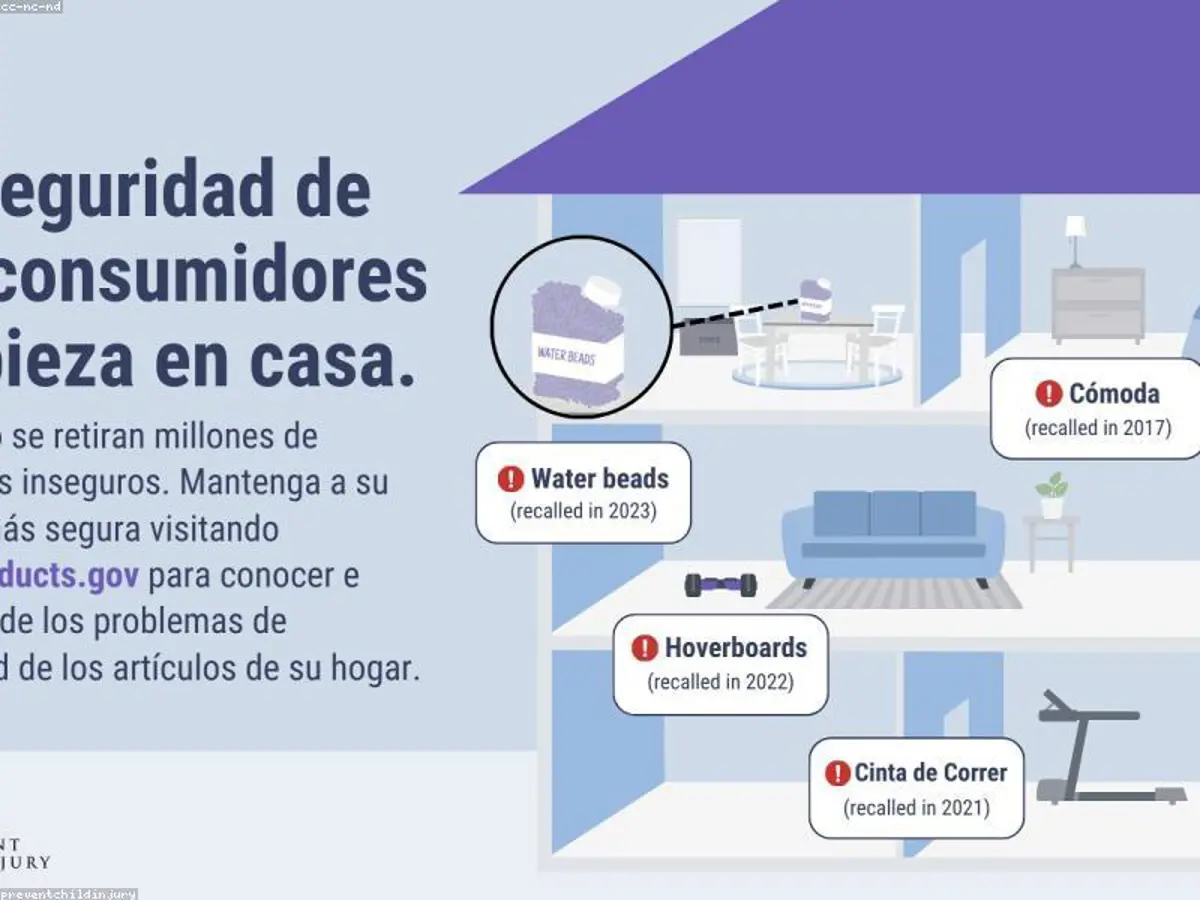 cc-nc-nd
eguridad de
consumidores
pieza en casa.
o se retiran millones de
s inseguros. Mantenga a su
más segura visitando
ducts.gov para conocer e
de los problemas de
d de los artículos de su hogar.
WATER BEADS
Water beads
(recalled in 2023)
Cómoda
(recalled in 2017)
Hoverboards
(recalled in 2022)
Cinta de Correr
(recalled in 2021)
NT
JURY
preventchildinjury